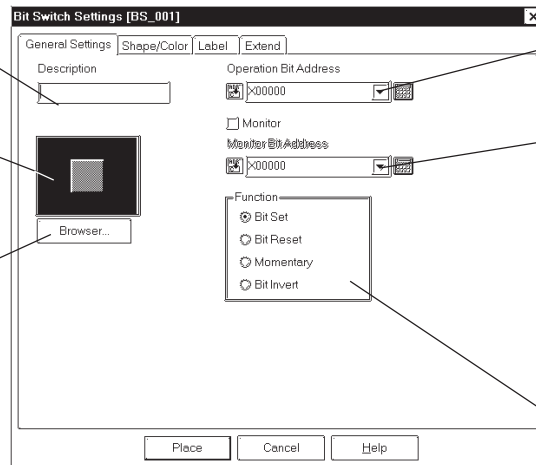 Bit Switch Settings [BS_001]
General Settings Shape/Color Label Extend
Description
Operation Bit Address
X00000
Monitor
Monitor Bit Address
X00000
Browser...
Function
Bit Set
Bit Reset
Momentary
Bit Invert
Place Cancel Help